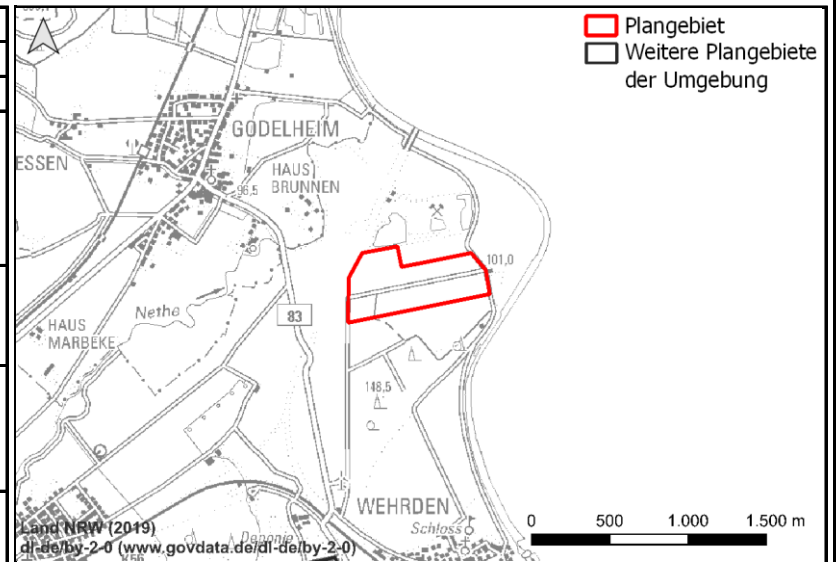 Plangebiet
Weitere Plangebiete
der Umgebung
GODELHEIM
ESSEN
HAUS
BRUNNEN
96,5
101,0
Nethe
83
HAUS
MARBEKE
148,5
WEHRDEN
Schloss
Land NRW (2019)
dl-de/by-2-0 (www.govdata.de/dl-de/by-2-0)
Deponie
K56
0 500 1.000 1.500 m